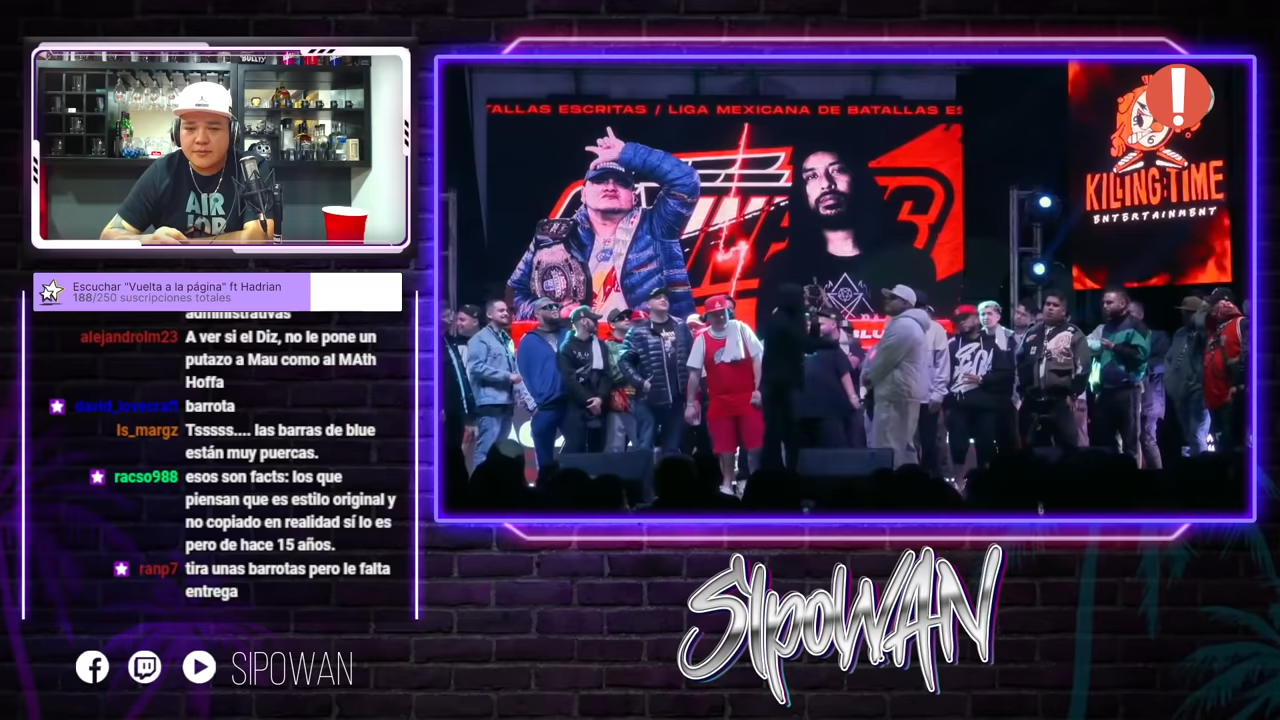 BULLY
AIR
JOR
Escuchar "Vuelta a la página" ft Hadrian
188/250 suscripciones totales
administrativas
alejandrolm23 A ver si el Diz, no le pone un
putazo a Mau como al MAth
Hoffa
david_lovecraft barrota
ls_margz Tsssss.... las barras de blue
están muy puercas.
racso988 esos son facts: los que
piensan que es estilo original y
no copiado en realidad sí lo es
pero de hace 15 años.
ranp7 tira unas barrotas pero le falta
entrega
SIPOWAN
TALLAS ESCRITAS / LIGA MEXICANA DE BATALLAS ES
!
KILLING:TIME
ENTERTAINMENT
SIPOWAN